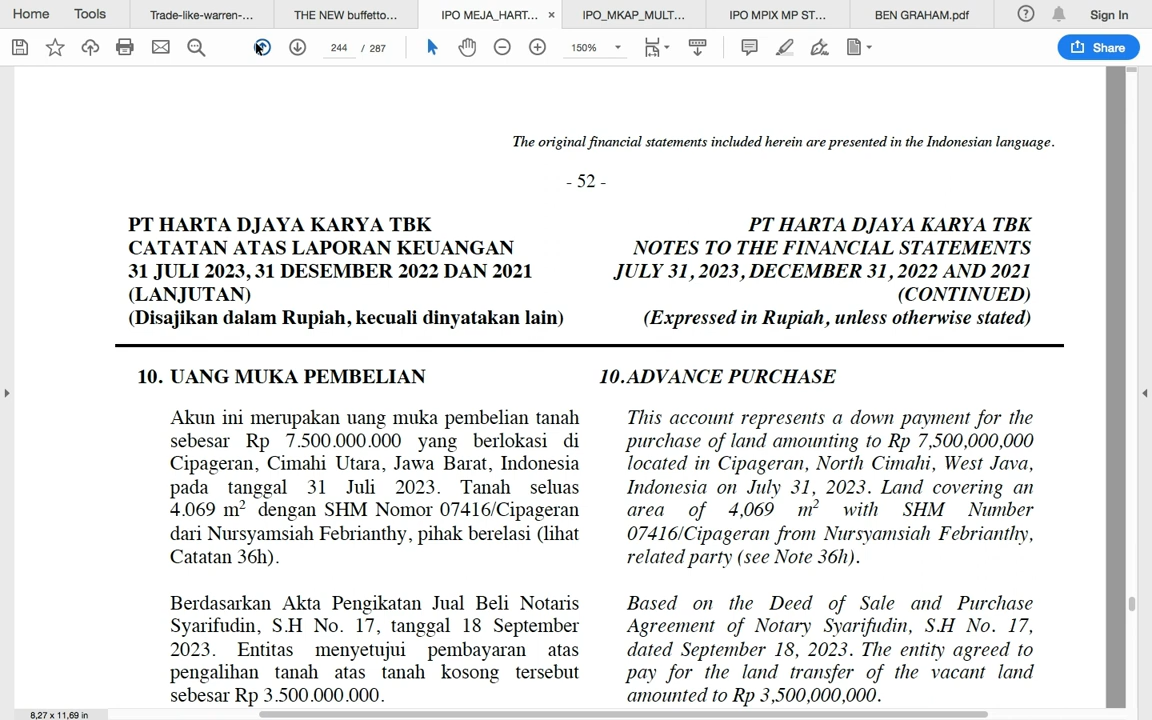 Home
Tools
Trade-like-warren-...
THE NEW buffetto...
IPO MEJA_HART... ×
IPO_MKAP_MULT...
IPO MPIX MP ST...
BEN GRAHAM.pdf
?
Sign In
244 / 287
150%
Share
The original financial statements included herein are presented in the Indonesian language.
- 52 -
PT HARTA DJAYA KARYA TBK
CATATAN ATAS LAPORAN KEUANGAN
31 JULI 2023, 31 DESEMBER 2022 DAN 2021
(LANJUTAN)
(Disajikan dalam Rupiah, kecuali dinyatakan lain)
PT HARTA DJAYA KARYA TBK
NOTES TO THE FINANCIAL STATEMENTS
JULY 31, 2023, DECEMBER 31, 2022 AND 2021
(CONTINUED)
(Expressed in Rupiah, unless otherwise stated)
10. UANG MUKA PEMBELIAN
Akun ini merupakan uang muka pembelian tanah
sebesar Rp 7.500.000.000 yang berlokasi di
Cipageran, Cimahi Utara, Jawa Barat, Indonesia
pada tanggal 31 Juli 2023. Tanah seluas
4.069 m² dengan SHM Nomor 07416/Cipageran
dari Nursyamsiah Febrianthy, pihak berelasi (lihat
Catatan 36h).
Berdasarkan Akta Pengikatan Jual Beli Notaris
Syarifudin, S.H No. 17, tanggal 18 September
2023. Entitas menyetujui pembayaran atas
pengalihan tanah atas tanah kosong tersebut
sebesar Rp 3.500.000.000.
10. ADVANCE PURCHASE
This account represents a down payment for the
purchase of land amounting to Rp 7,500,000,000
located in Cipageran, North Cimahi, West Java,
Indonesia on July 31, 2023. Land covering an
area of 4,069 m² with SHM Number
07416/Cipageran from Nursyamsiah Febrianthy,
related party (see Note 36h).
Based on the Deed of Sale and Purchase
Agreement of Notary Syarifudin, S.H No. 17,
dated September 18, 2023. The entity agreed to
pay for the land transfer of the vacant land
amounted to Rp 3,500,000,000.
8,27 x 11,69 in